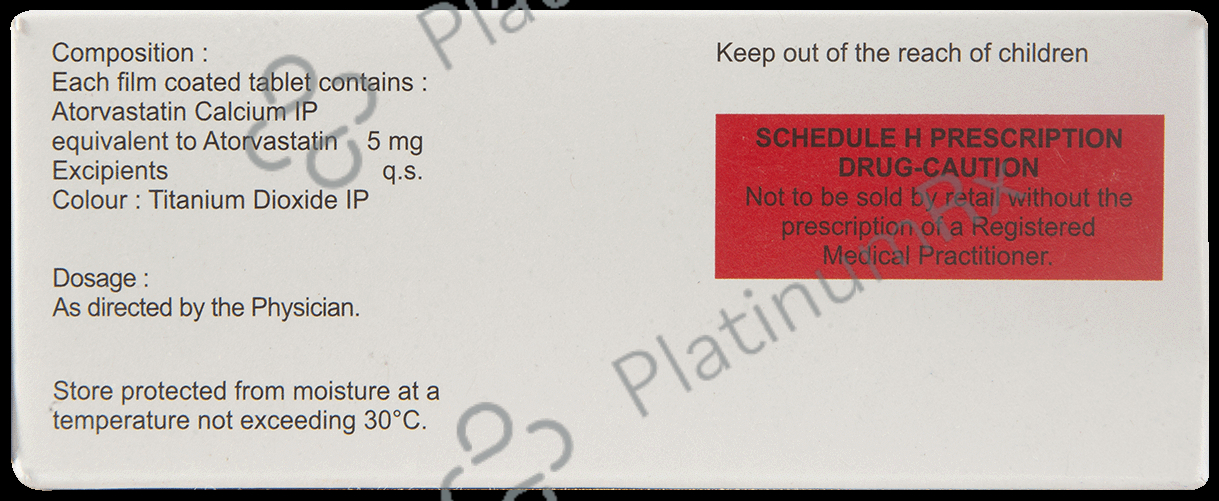 Composition :
Each film coated tablet contains :
Atorvastatin Calcium IP
equivalent to Atorvastatin 5 mg
Excipients q.s.
Colour : Titanium Dioxide IP
Dosage :
As directed by the Physician.
Store protected from moisture at a
temperature not exceeding 30°C.
Keep out of the reach of children
SCHEDULE H PRESCRIPTION
DRUG-CAUTION
Not to be sold by retail without the
prescription of a Registered
Medical Practitioner.
PlatinumRx
Plat